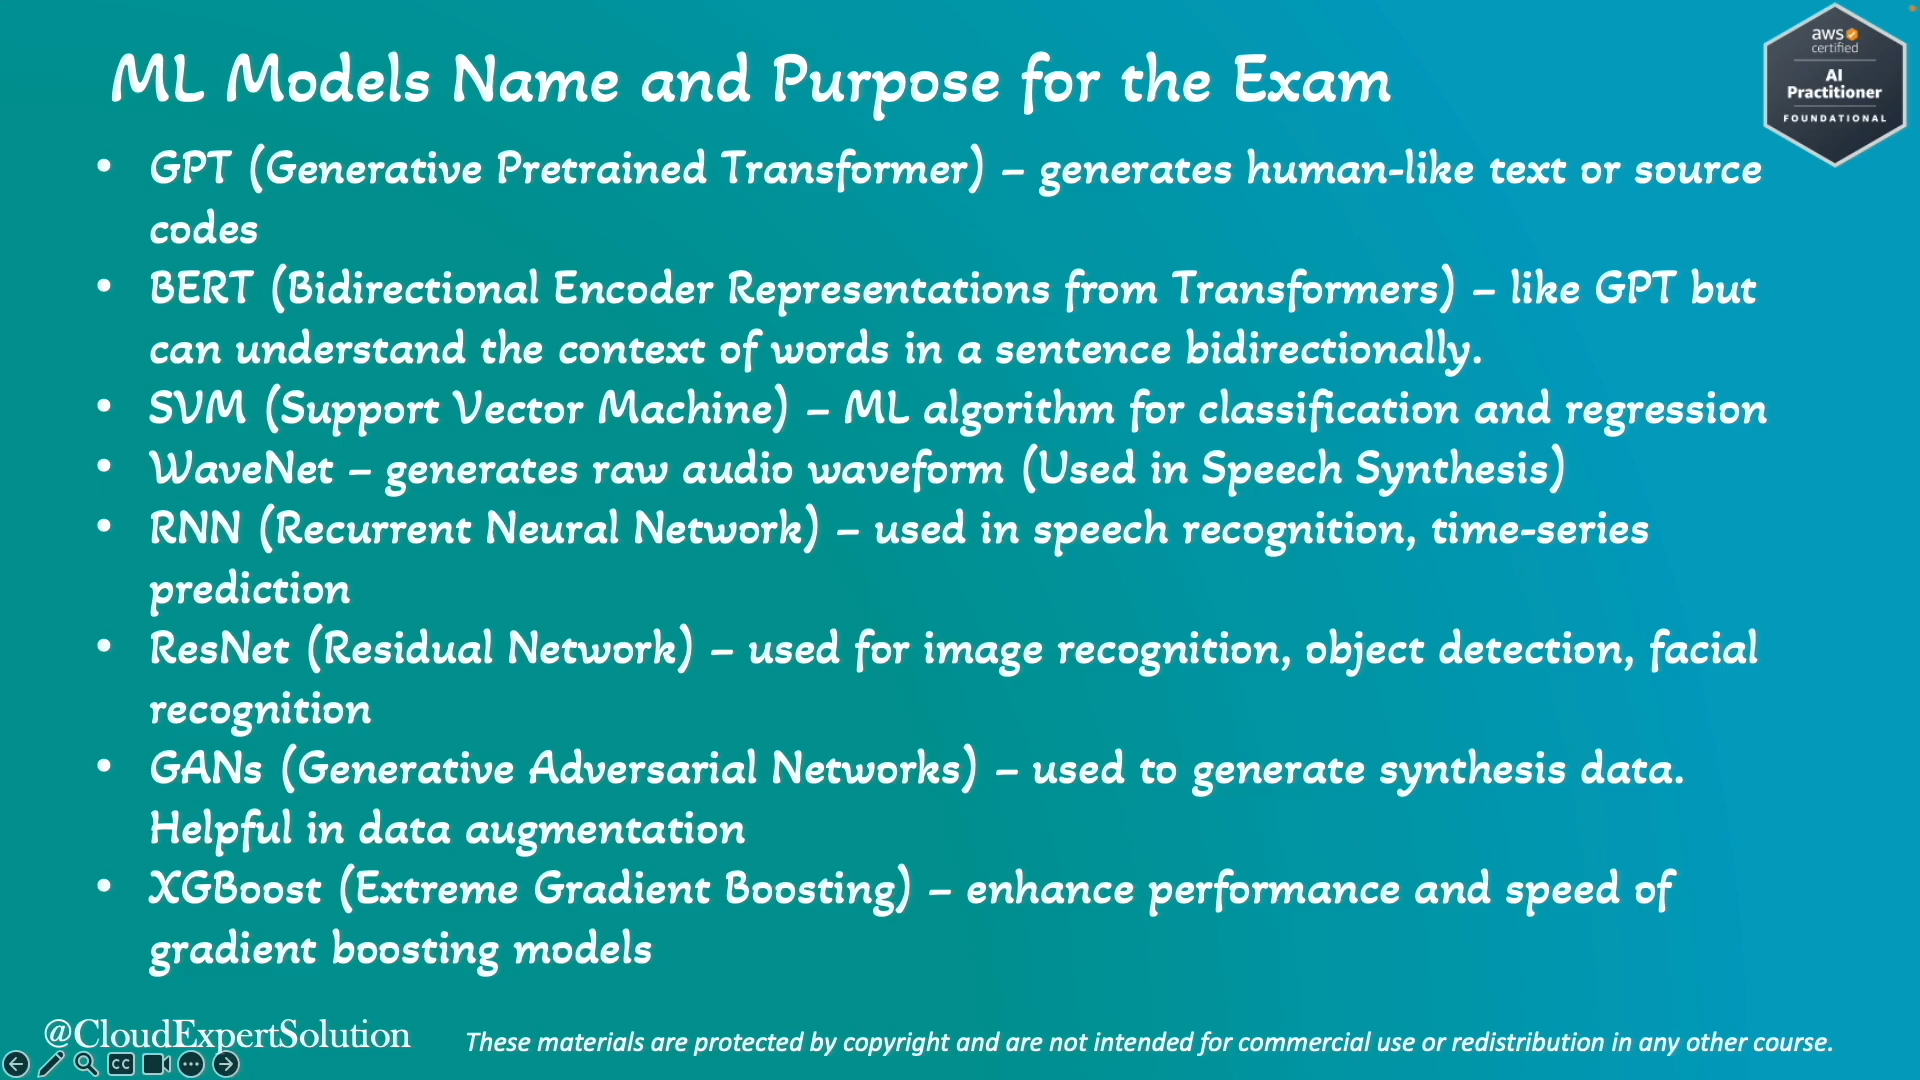 ML Models Name and Purpose for the Exam
aws
certified
AI
Practitioner
FOUNDATIONAL
• GPT (Generative Pretrained Transformer) – generates human-like text or source
codes
• BERT (Bidirectional Encoder Representations from Transformers) – like GPT but
can understand the context of words in a sentence bidirectionally.
• SVM (Support Vector Machine) – ML algorithm for classification and regression
• WaveNet – generates raw audio waveform (Used in Speech Synthesis)
• RNN (Recurrent Neural Network) – used in speech recognition, time-series
prediction
• ResNet (Residual Network) – used for image recognition, object detection, facial
recognition
• GANs (Generative Adversarial Networks) – used to generate synthesis data.
Helpful in data augmentation
• XGBoost (Extreme Gradient Boosting) – enhance performance and speed of
gradient boosting models
@CloudExpertSolution
These materials are protected by copyright and are not intended for commercial use or redistribution in any other course.
CC